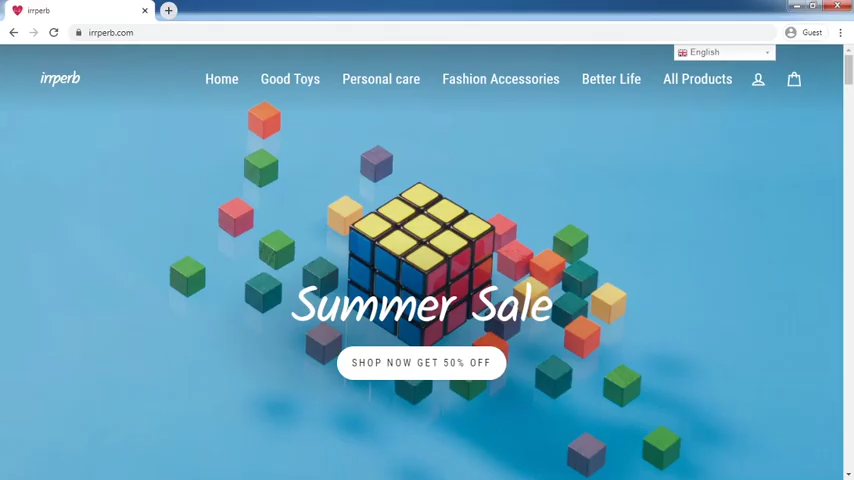 irrperb
irrperb.com
Guest
English
irrperb
Home
Good Toys
Personal care
Fashion Accessories
Better Life
All Products
Summer Sale
SHOP NOW GET 50% OFF